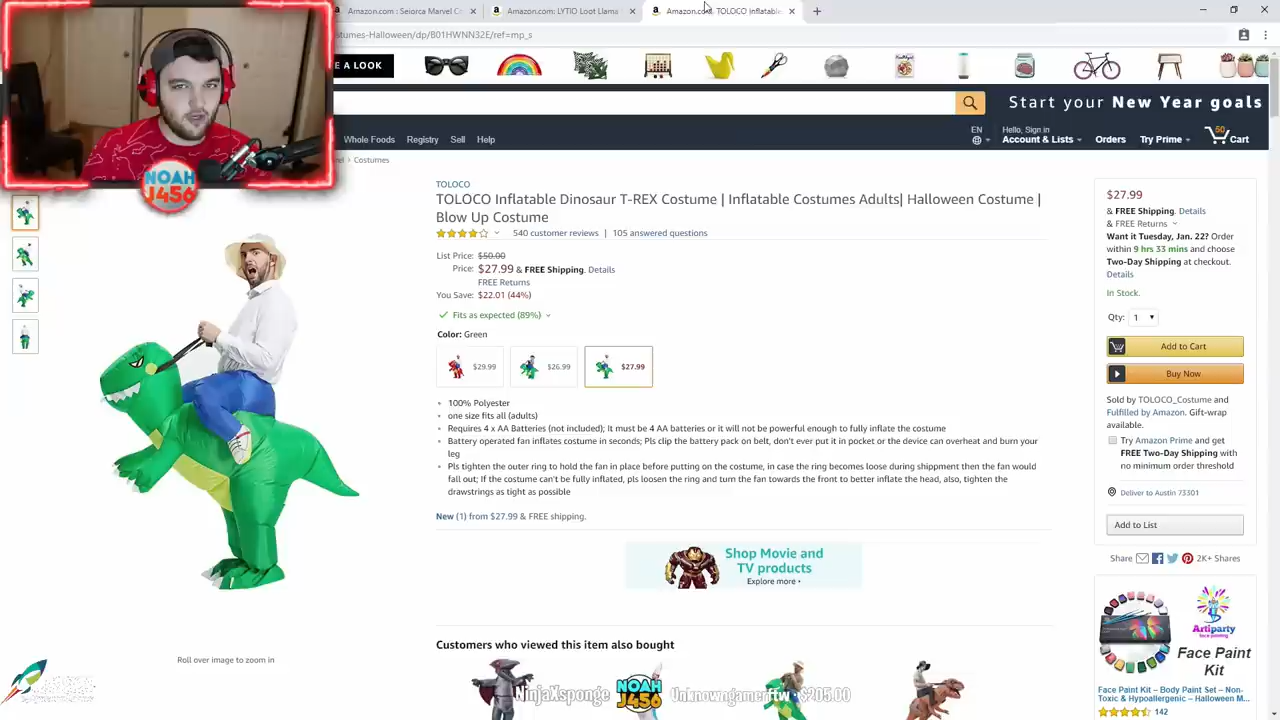 Amazon.com: Seiorca Marvel Co
Amazon.com: LYTIO Loot Llama
Amazon.com: TOLOCO Inflatable
stumes-Halloween/dp/B01HWNN32E/ref=mp_s
E A LOOK
Start your New Year goals
Whole Foods
Registry
Sell
Help
EN
Hello, Sign in
Account & Lists
Orders
Try Prime
50
Cart
Costumes
NOAH
J456
TOLOCO
TOLOCO Inflatable Dinosaur T-REX Costume | Inflatable Costumes Adults| Halloween Costume |
Blow Up Costume
540 customer reviews | 105 answered questions
List Price: $50.00
Price: $27.99 & FREE Shipping. Details
FREE Returns
You Save: $22.01 (44%)
Fits as expected (89%)
Color: Green
$29.99
$26.99
$27.99
100% Polyester
one size fits all (adults)
Requires 4 x AA Batteries (not included); It must be 4 AA batteries or it will not be powerful enough to fully inflate the costume
Battery operated fan inflates costume in seconds; Pls clip the battery pack on belt, don't ever put it in pocket or the device can overheat and burn your
leg
Pls tighten the outer ring to hold the fan in place before putting on the costume, in case the ring becomes loose during shippment then the fan would
fall out; If the costume can't be fully inflated, pls loosen the ring and turn the fan towards the front to better inflate the head, also, tighten the
drawstrings as tight as possible
New (1) from $27.99 & FREE shipping.
Shop Movie and
TV products
Explore more
Customers who viewed this item also bought
Roll over image to zoom in
$27.99
& FREE Shipping. Details
& FREE Returns
Want it Tuesday, Jan. 22? Order
within 9 hrs 33 mins and choose
Two-Day Shipping at checkout.
Details
In Stock.
Qty: 1
Add to Cart
Buy Now
Sold by TOLOCO_Costume and
Fulfilled by Amazon. Gift-wrap
available.
Try Amazon Prime and get
FREE Two-Day Shipping with
no minimum order threshold
Deliver to Austin 73301
Add to List
Share
2K+ Shares
Artiparty
Face Paint
Kit
Face Paint Kit – Body Paint Set – Non-
Toxic & Hypoallergenic – Halloween M...
142
NinjaXsponge
NOAH
J456
Unknowngamerftw - $205.00